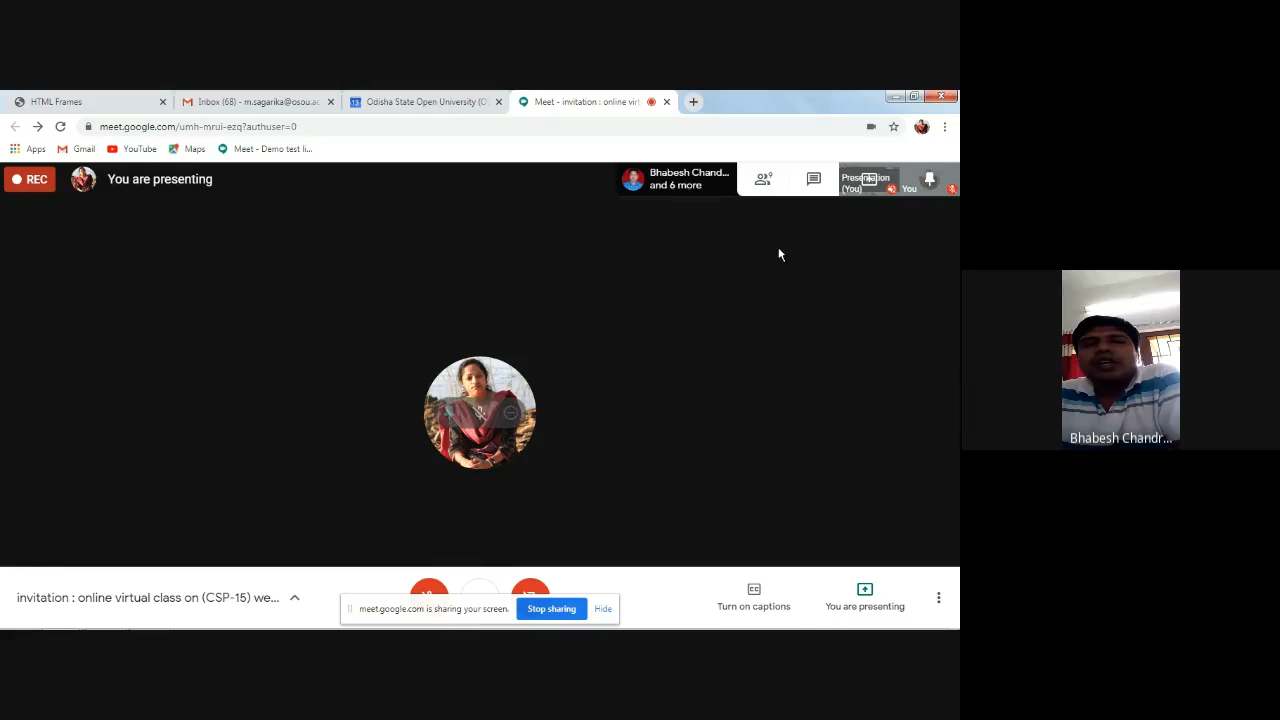 HTML Frames
Inbox (68) - m.sagarika@osou.ac
Odisha State Open University (O
Meet - invitation : online virt
meet.google.com/umh-mrui-ezq?authuser=0
Apps
Gmail
YouTube
Maps
Meet - Demo test li...
REC
You are presenting
Bhabesh Chand...
and 6 more
9
Presentation
(You)
You
Bhabesh Chandr...
invitation : online virtual class on (CSP-15) we...
meet.google.com is sharing your screen.
Stop sharing
Hide
Turn on captions
You are presenting